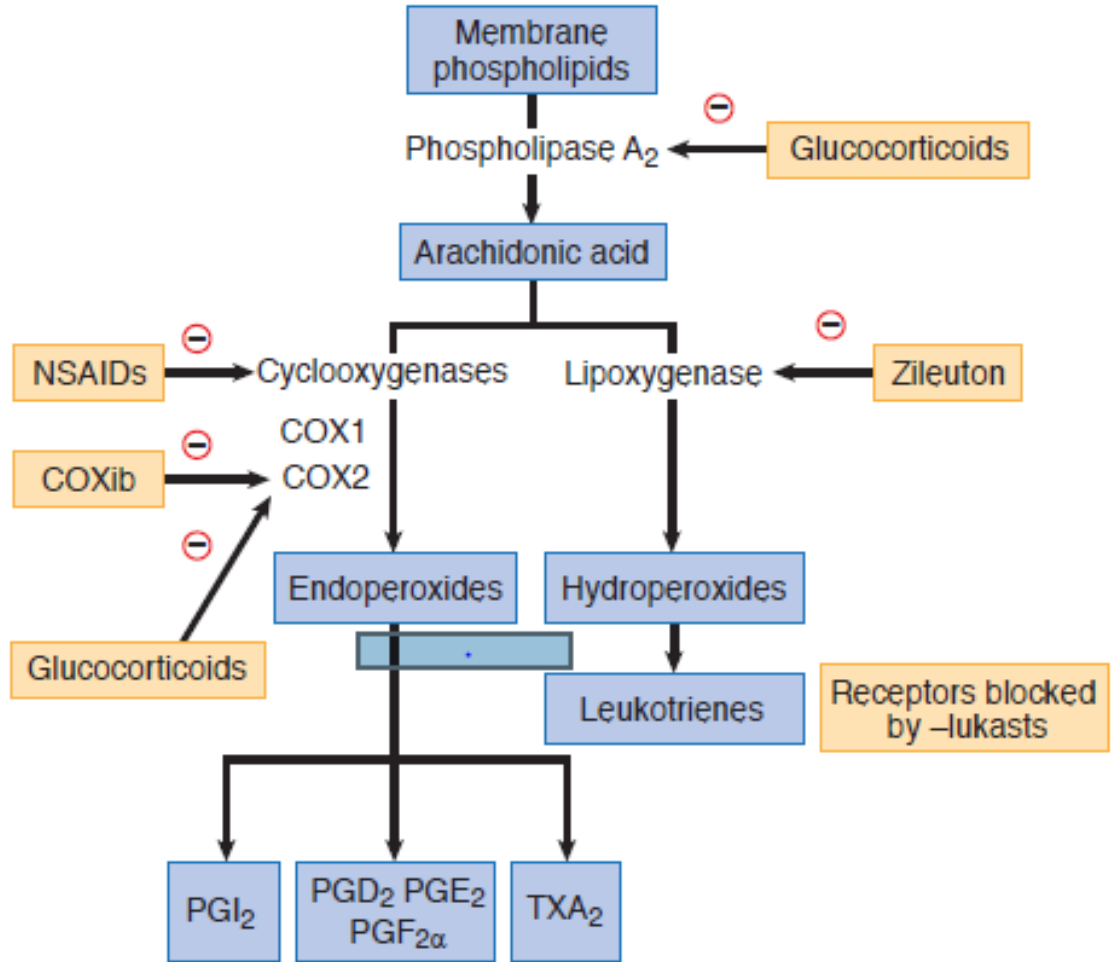 Membrane
phospholipids
Phospholipase A₂
Glucocorticoids
Arachidonic acid
NSAIDs
Cyclooxygenases
Lipoxygenase
Zileuton
COX1
COXib
COX2
Endoperoxides
Hydroperoxides
Glucocorticoids
Leukotrienes
Receptors blocked
by –lukasts
PGI₂
PGD₂ PGE₂
PGF₂α
TXA₂